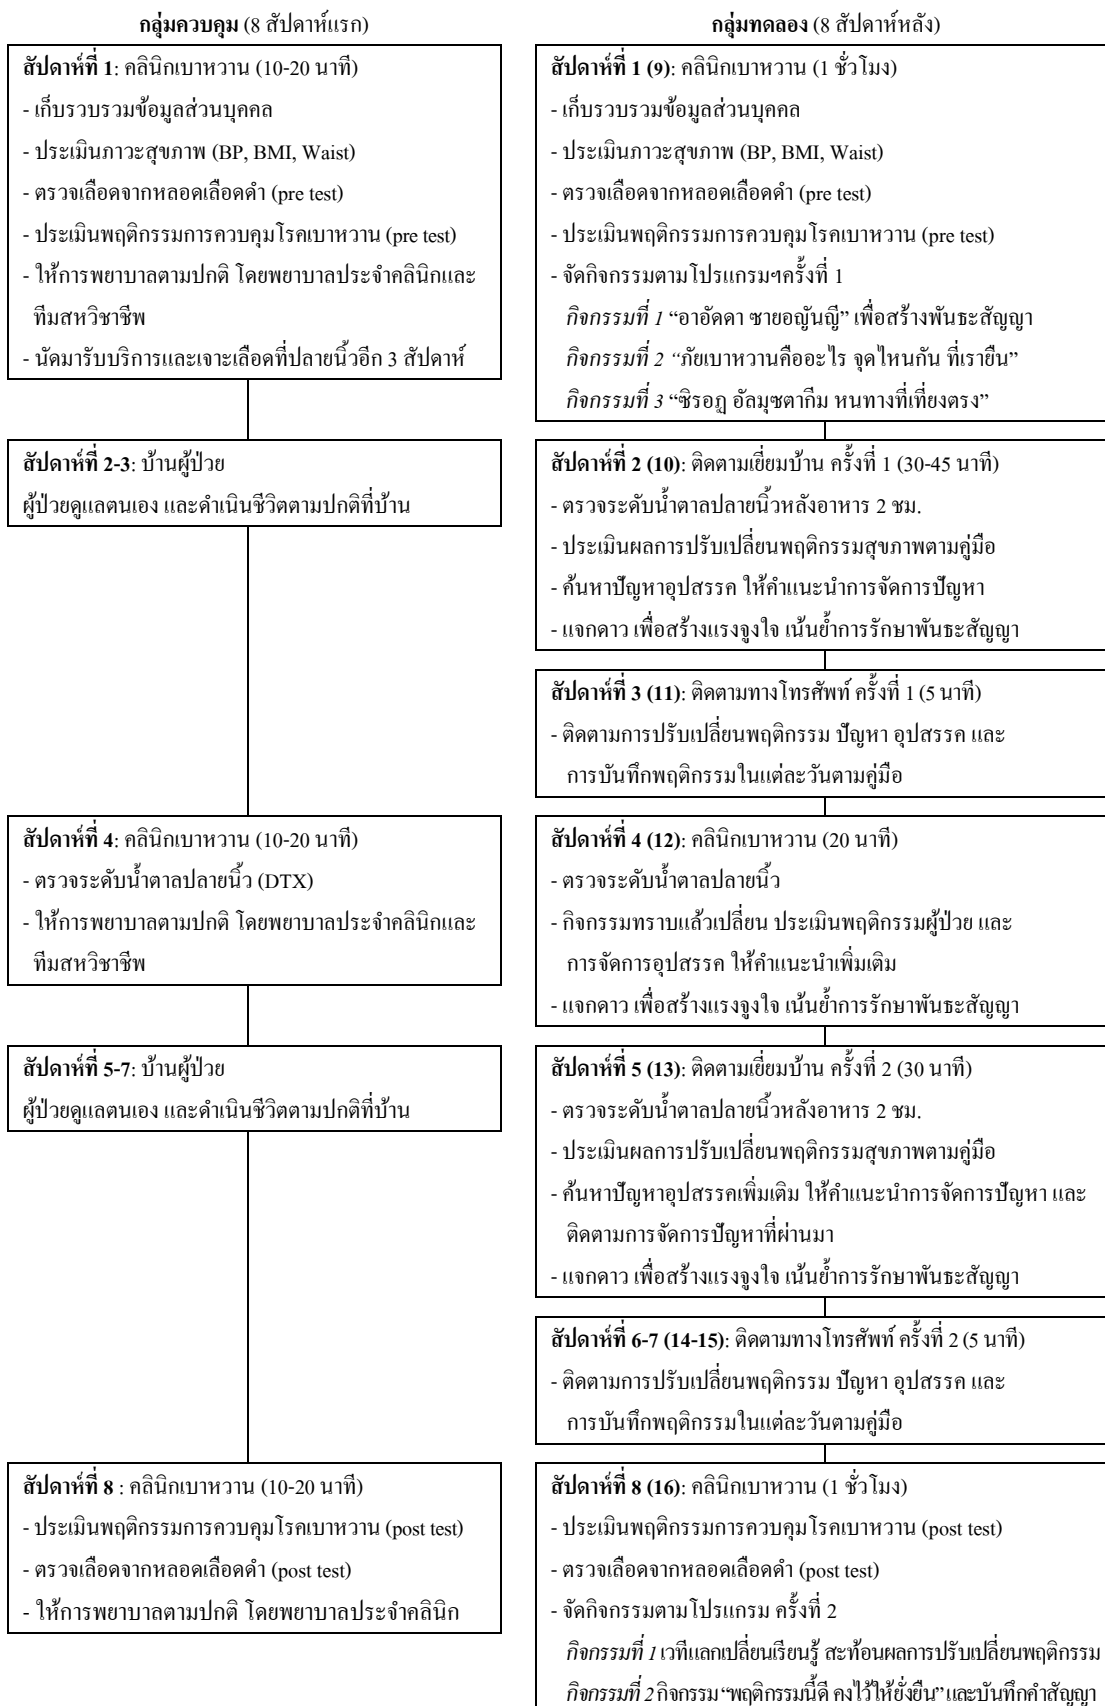 กลุ่มควบคุม (8 สัปดาห์แรก)
สัปดาห์ที่ 1: คลินิกเบาหวาน (10-20 นาที)
- เก็บรวบรวมข้อมูลส่วนบุคคล
- ประเมินภาวะสุขภาพ (BP, BMI, Waist)
- ตรวจเลือดจากหลอดเลือดดำ (pre test)
- ประเมินพฤติกรรมการควบคุมโรคเบาหวาน (pre test)
- ให้การพยาบาลตามปกติ โดยพยาบาลประจำคลินิกและ
ทีมสหวิชาชีพ
- นัดมารับบริการและเจาะเลือดที่ปลายนิ้วอีก 3 สัปดาห์
สัปดาห์ที่ 2-3: บ้านผู้ป่วย
ผู้ป่วยดูแลตนเอง และดำเนินชีวิตตามปกติที่บ้าน
สัปดาห์ที่ 4: คลินิกเบาหวาน (10-20 นาที)
- ตรวจระดับน้ำตาลปลายนิ้ว (DTX)
- ให้การพยาบาลตามปกติ โดยพยาบาลประจำคลินิกและ
ทีมสหวิชาชีพ
สัปดาห์ที่ 5-7: บ้านผู้ป่วย
ผู้ป่วยดูแลตนเอง และดำเนินชีวิตตามปกติที่บ้าน
สัปดาห์ที่ 8 : คลินิกเบาหวาน (10-20 นาที)
- ประเมินพฤติกรรมการควบคุมโรคเบาหวาน (post test)
- ตรวจเลือดจากหลอดเลือดดำ (post test)
- ให้การพยาบาลตามปกติ โดยพยาบาลประจำคลินิก
กลุ่มทดลอง (8 สัปดาห์หลัง)
สัปดาห์ที่ 1 (9): คลินิกเบาหวาน (1 ชั่วโมง)
- เก็บรวบรวมข้อมูลส่วนบุคคล
- ประเมินภาวะสุขภาพ (BP, BMI, Waist)
- ตรวจเลือดจากหลอดเลือดดำ (pre test)
- ประเมินพฤติกรรมการควบคุมโรคเบาหวาน (pre test)
- จัดกิจกรรมตามโปรแกรมฯครั้งที่ 1
กิจกรรมที่ 1 “อาอัดดา ซายอญันญี” เพื่อสร้างพันธะสัญญา
กิจกรรมที่ 2 “ภัยเบาหวานคืออะไร จุดไหนกัน ที่เรายืน”
กิจกรรมที่ 3 “ซิรอฏ อัลมุซตากีม หนทางที่เที่ยงตรง”
สัปดาห์ที่ 2 (10): ติดตามเยี่ยมบ้าน ครั้งที่ 1 (30-45 นาที)
- ตรวจระดับน้ำตาลปลายนิ้วหลังอาหาร 2 ชม.
- ประเมินผลการปรับเปลี่ยนพฤติกรรมสุขภาพตามคู่มือ
- ค้นหาปัญหาอุปสรรค ให้คำแนะนำการจัดการปัญหา
- แจกดาว เพื่อสร้างแรงจูงใจ เน้นย้ำการรักษาพันธะสัญญา
สัปดาห์ที่ 3 (11): ติดตามทางโทรศัพท์ ครั้งที่ 1 (5 นาที)
- ติดตามการปรับเปลี่ยนพฤติกรรม ปัญหา อุปสรรค และ
การบันทึกพฤติกรรมในแต่ละวันตามคู่มือ
สัปดาห์ที่ 4 (12): คลินิกเบาหวาน (20 นาที)
- ตรวจระดับน้ำตาลปลายนิ้ว
- กิจกรรมทราบแล้วเปลี่ยน ประเมินพฤติกรรมผู้ป่วย และ
การจัดการอุปสรรค ให้คำแนะนำเพิ่มเติม
- แจกดาว เพื่อสร้างแรงจูงใจ เน้นย้ำการรักษาพันธะสัญญา
สัปดาห์ที่ 5 (13): ติดตามเยี่ยมบ้าน ครั้งที่ 2 (30 นาที)
- ตรวจระดับน้ำตาลปลายนิ้วหลังอาหาร 2 ชม.
- ประเมินผลการปรับเปลี่ยนพฤติกรรมสุขภาพตามคู่มือ
- ค้นหาปัญหาอุปสรรคเพิ่มเติม ให้คำแนะนำการจัดการปัญหา และ
ติดตามการจัดการปัญหาที่ผ่านมา
- แจกดาว เพื่อสร้างแรงจูงใจ เน้นย้ำการรักษาพันธะสัญญา
สัปดาห์ที่ 6-7 (14-15): ติดตามทางโทรศัพท์ ครั้งที่ 2 (5 นาที)
- ติดตามการปรับเปลี่ยนพฤติกรรม ปัญหา อุปสรรค และ
การบันทึกพฤติกรรมในแต่ละวันตามคู่มือ
สัปดาห์ที่ 8 (16): คลินิกเบาหวาน (1 ชั่วโมง)
- ประเมินพฤติกรรมการควบคุมโรคเบาหวาน (post test)
- ตรวจเลือดจากหลอดเลือดดำ (post test)
- จัดกิจกรรมตามโปรแกรม ครั้งที่ 2
กิจกรรมที่ 1 เวทีแลกเปลี่ยนเรียนรู้ สะท้อนผลการปรับเปลี่ยนพฤติกรรม
กิจกรรมที่ 2 กิจกรรม “พฤติกรรมนี้ดี คงไว้ให้ยั่งยืน” และบันทึกคำสัญญา